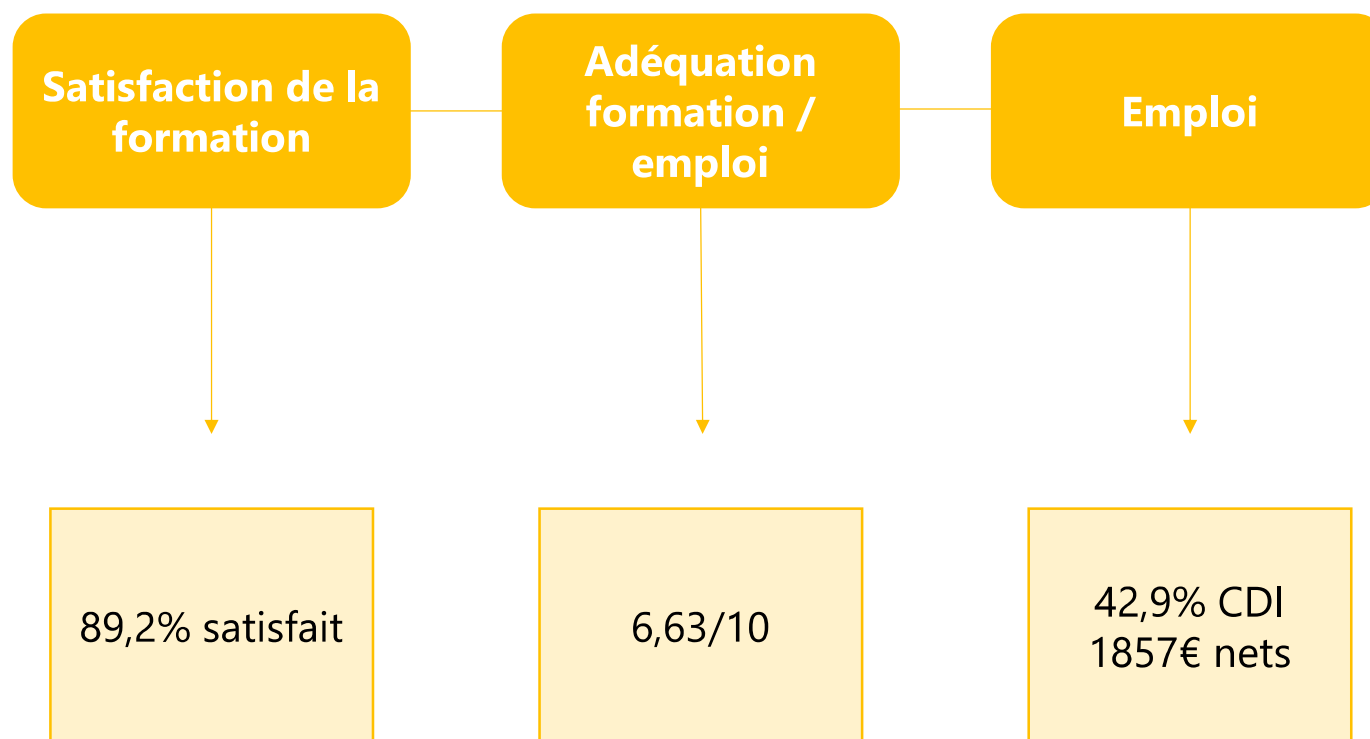 Satisfaction de la
formation
Adéquation
formation /
emploi
Emploi
89,2% satisfait
6,63/10
42,9% CDI
1857€ nets